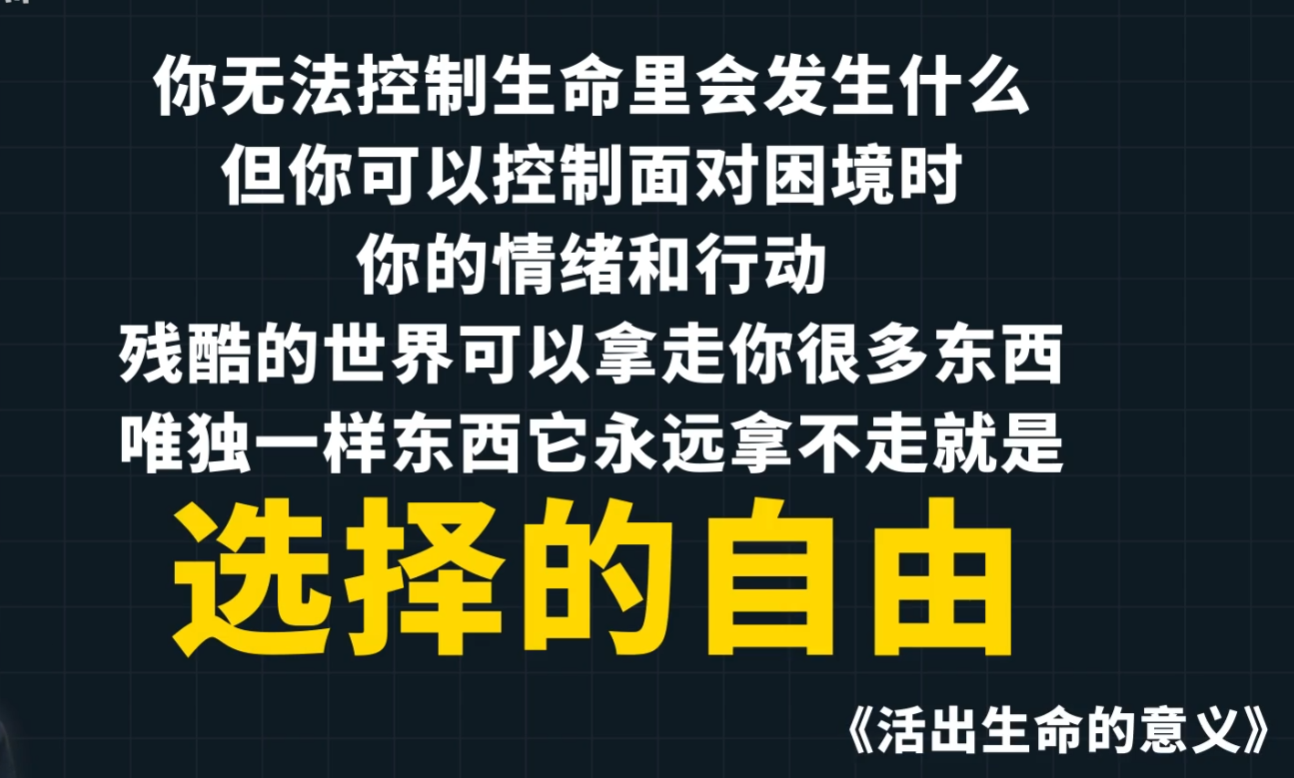 你无法控制生命里会发生什么
但你可以控制面对困境时
你的情绪和行动
残酷的世界可以拿走你很多东西
唯独一样东西它永远拿不走就是
选择的自由
《活出生命的意义》